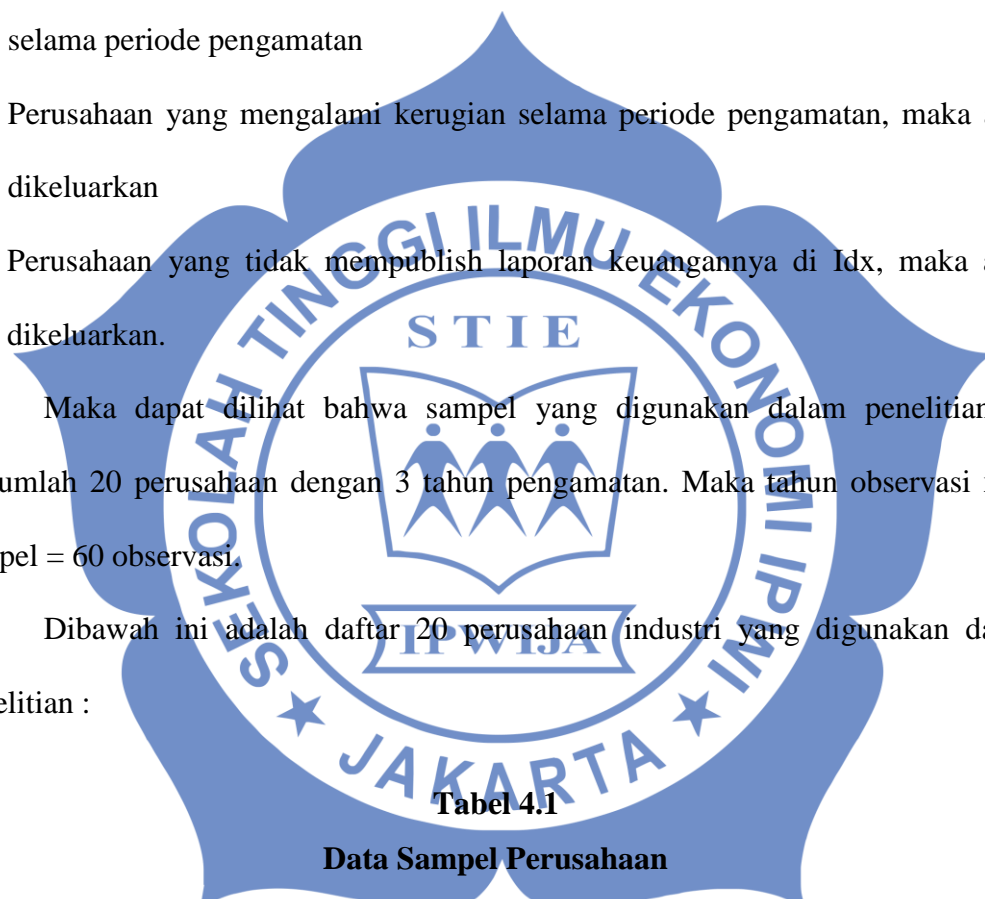 selama periode pengamatan
Perusahaan yang mengalami kerugian selama periode pengamatan, maka
dikeluarkan
Perusahaan yang tidak mempublish laporan keuangannya di Idx, maka
dikeluarkan.
Maka dapat dilihat bahwa sampel yang digunakan dalam penelitian
umlah 20 perusahaan dengan 3 tahun pengamatan. Maka tahun observasi
pel = 60 observasi.
Dibawah ini adalah daftar 20 perusahaan industri yang digunakan da
elitian :
Tabel 4.1
Data Sampel Perusahaan
SEKOLAH TINGGI ILMU EKONOMI IPWI
STIE
IPWIJA
★ JAKARTA ★